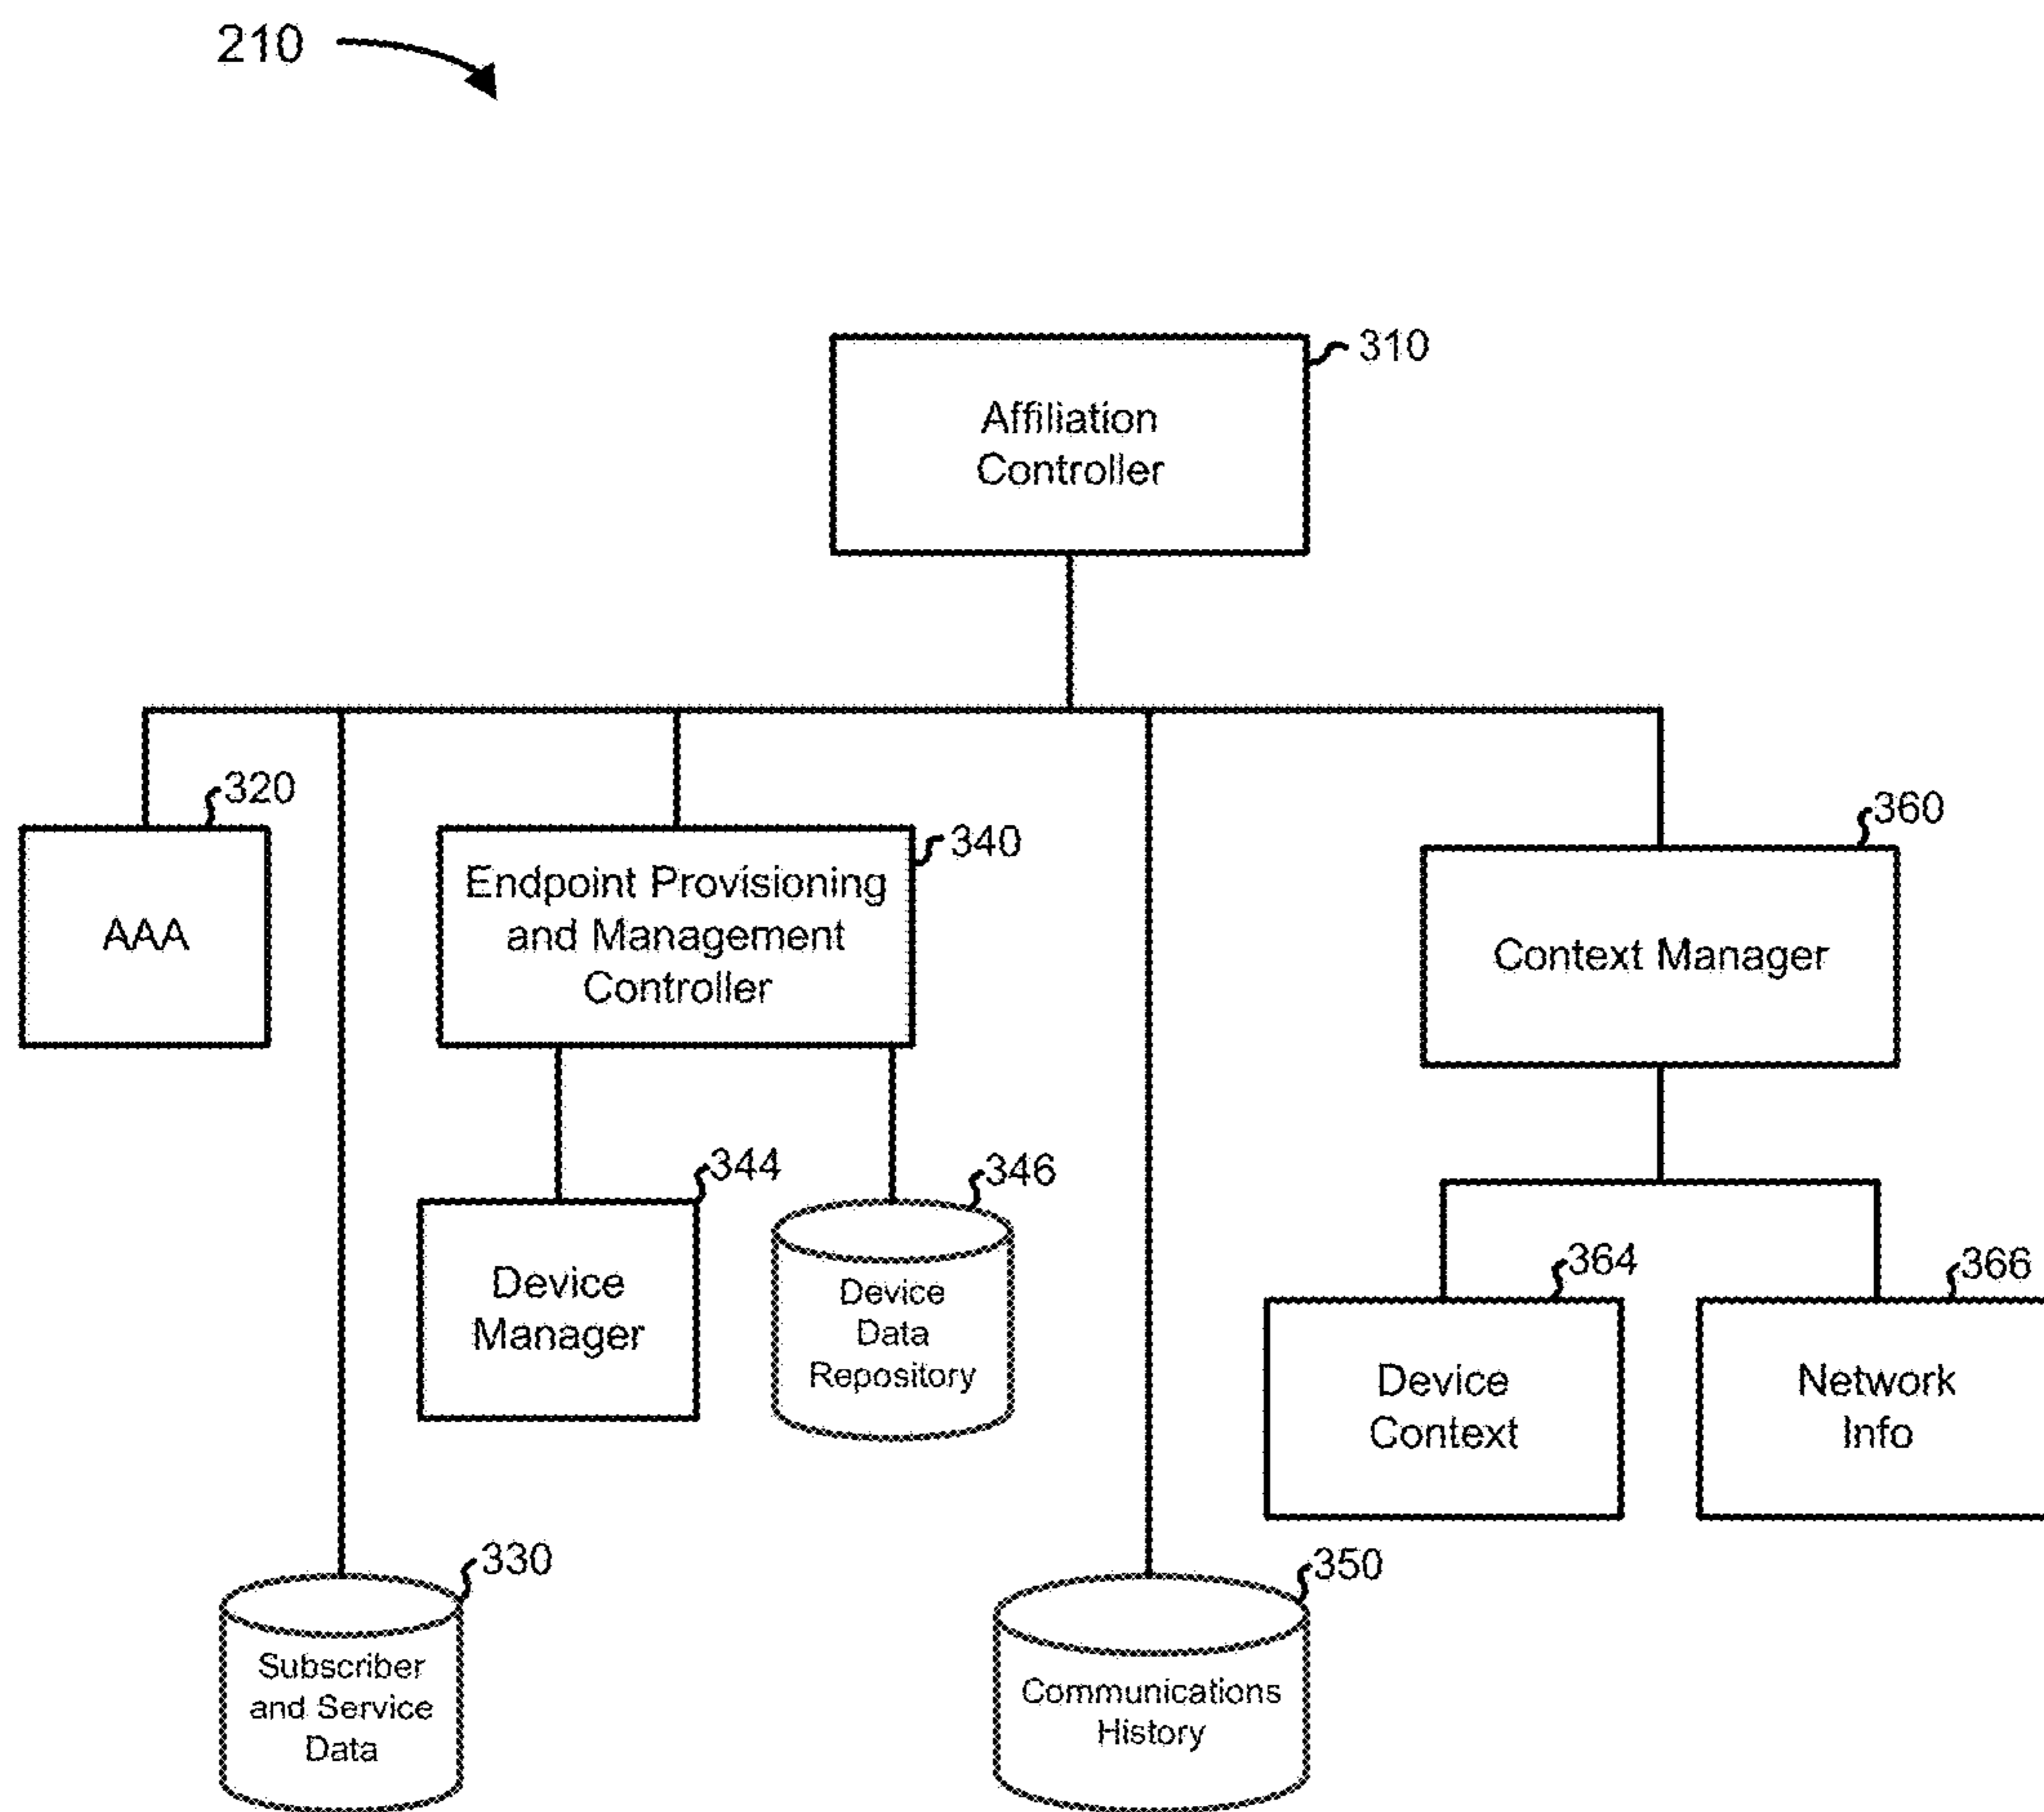 210
310
Affiliation
Controller
320
AAA
340
Endpoint Provisioning
and Management
Controller
360
Context Manager
344
Device
Manager
346
Device
Data
Repository
364
Device
Context
366
Network
Info
330
Subscriber
and Service
Data
350
Communications
History